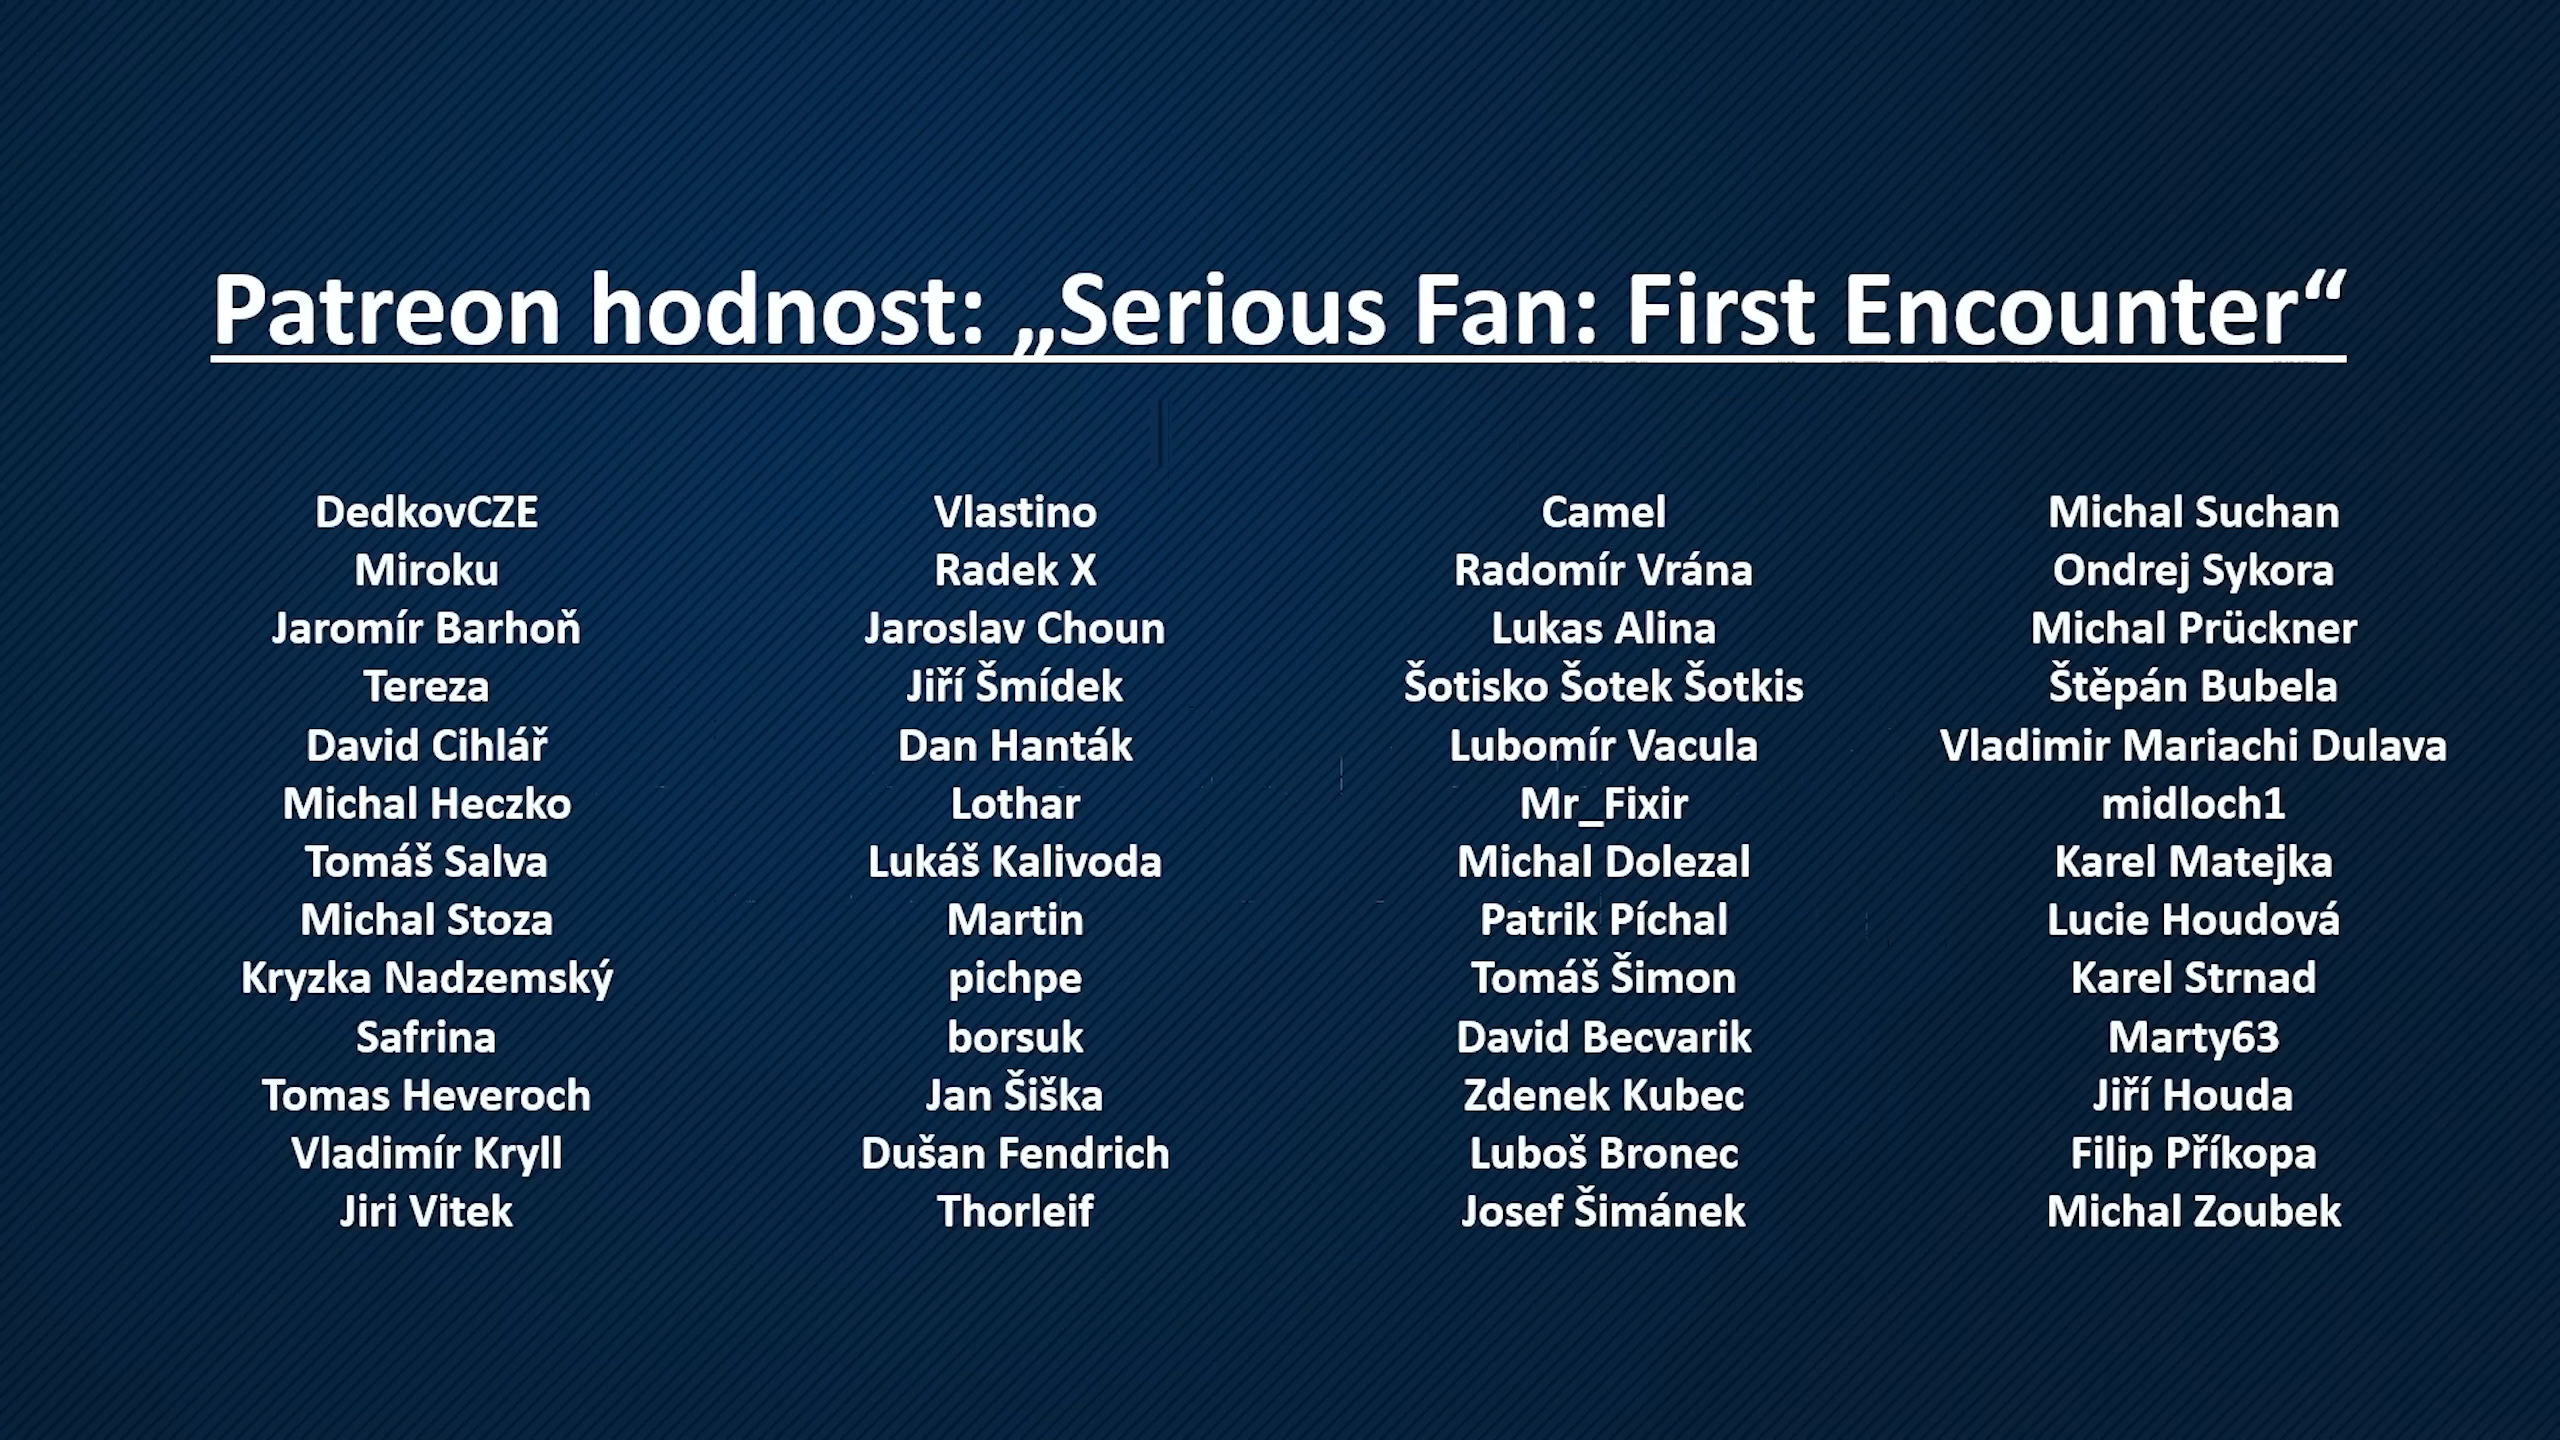 Patreon hodnost: „Serious Fan: First Encounter“
DedkovCZE
Miroku
Jaromír Barhoň
Tereza
David Cihlář
Michal Heczko
Tomáš Salva
Michal Stoza
Kryzka Nadzemský
Safrina
Tomas Heveroch
Vladimír Kryll
Jiri Vitek
Vlastino
Radek X
Jaroslav Choun
Jiří Šmídek
Dan Hanták
Lothar
Lukáš Kalivoda
Martin
pichpe
borsuk
Jan Šiška
Dušan Fendrich
Thorleif
Camel
Radomír Vrána
Lukas Alina
Šotisko Šotek Šotkis
Lubomír Vacula
Mr_Fixir
Michal Dolezal
Patrik Píchal
Tomáš Šimon
David Becvarik
Zdenek Kubec
Luboš Bronec
Josef Šimánek
Michal Suchan
Ondrej Sykora
Michal Prückner
Štěpán Bubela
Vladimir Mariachi Dulava
midloch1
Karel Matejka
Lucie Houdová
Karel Strnad
Marty63
Jiří Houda
Filip Příkopa
Michal Zoubek